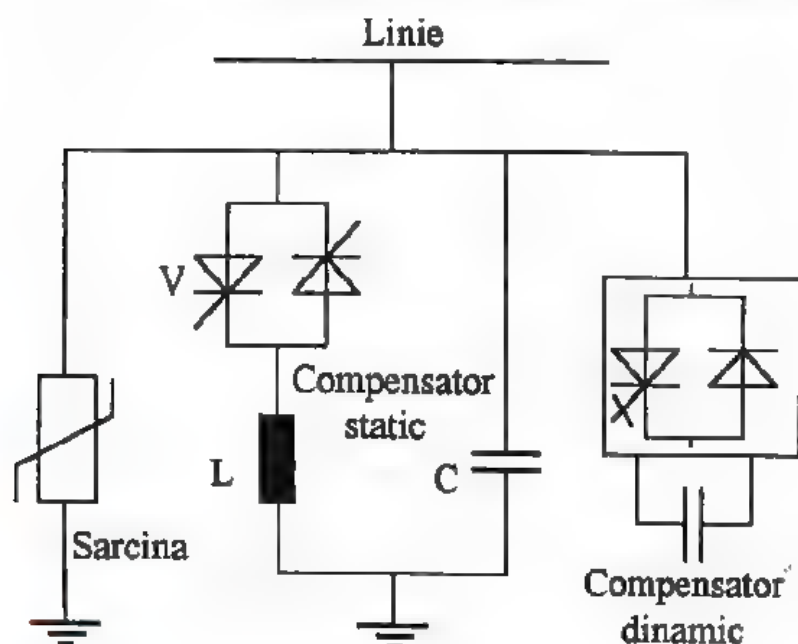 Linie
V
Compensator
static
L
C
Sarcina
Compensator
dinamic